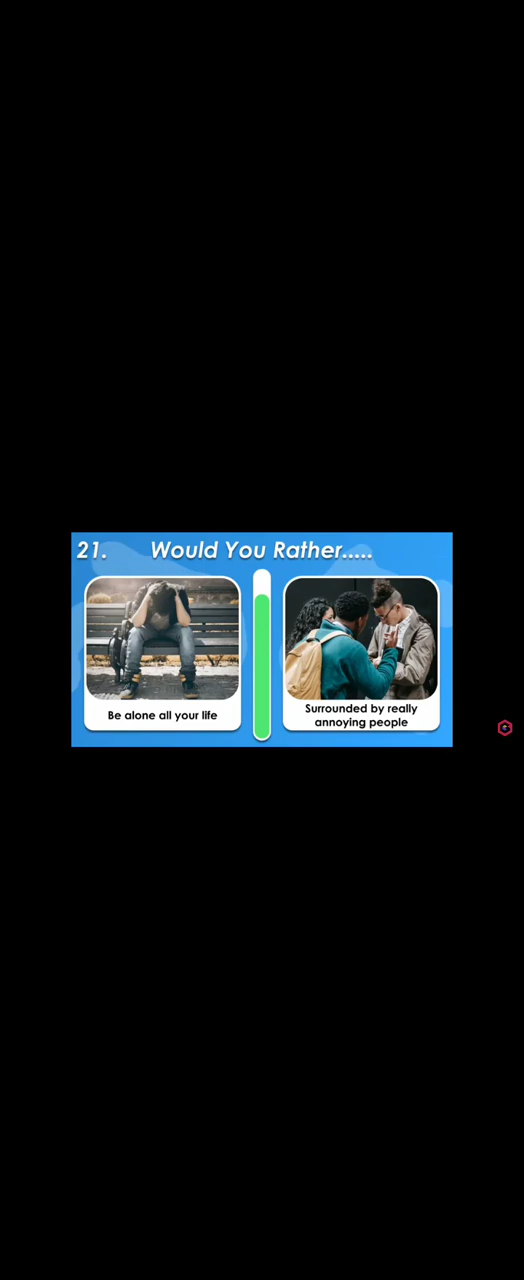 21. Would You Rather.....
Be alone all your life
Surrounded by really
annoying people